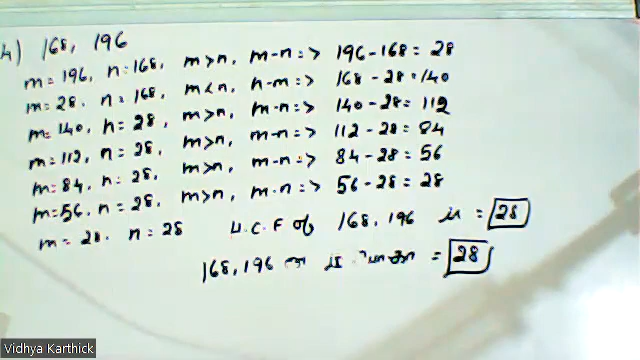 4) 168, 196
m = 196, n = 168, m>n, m-n => 196-168 = 28
m = 28. n = 168, m<n, n-m => 168 - 28 = 140
m = 140, n = 28, m>n, m-n => 140 - 28 = 112
m = 112, n = 28, m>n, m-n => 112 - 28 = 84
m = 84, n = 28, m>n, m-n => 84 - 28 = 56
m = 56. n = 28, m>n, m-n => 56 - 28 = 28
m = 28. n = 28 H.C.F of 168, 196 is = 28
168, 196 = 28
Vidhya Karthick